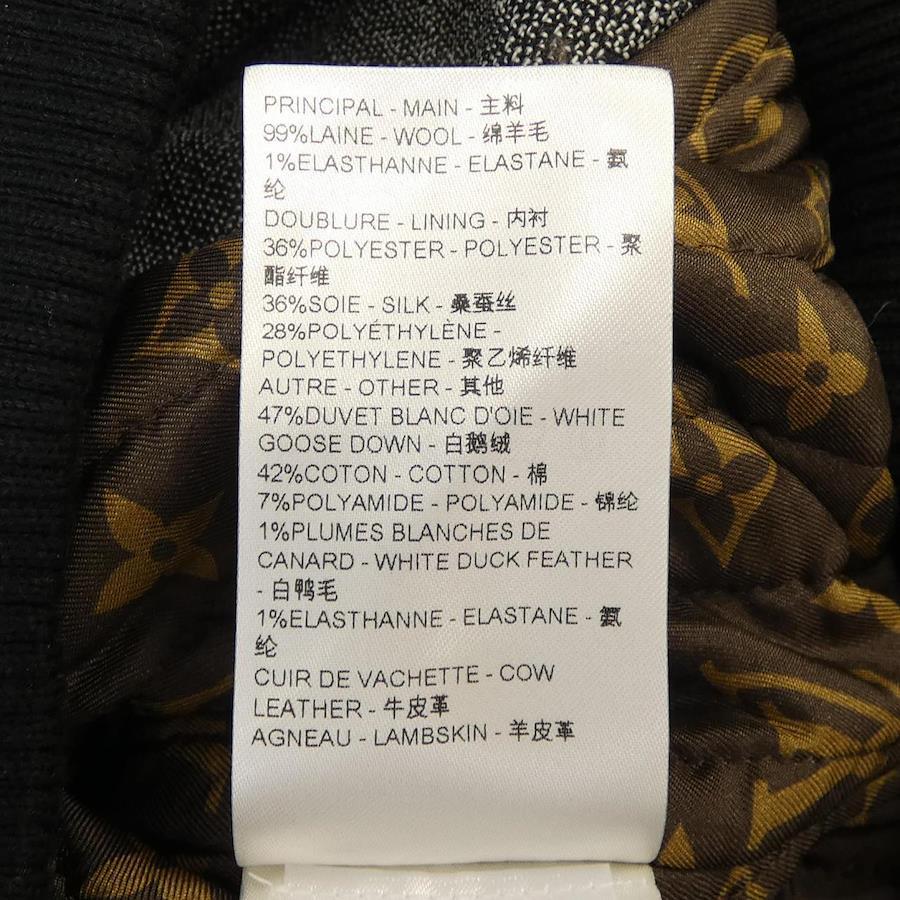 PRINCIPAL - MAIN - 主料
99%LAINE - WOOL - 绵羊毛
1%ELASTHANNE - ELASTANE - 氨
纶
DOUBLURE - LINING - 内衬
36%POLYESTER - POLYESTER - 聚
酯纤维
36%SOIE - SILK - 桑蚕丝
28%POLYÉTHYLÈNE -
POLYETHYLENE - 聚乙烯纤维
AUTRE - OTHER - 其他
47%DUVET BLANC D'OIE - WHITE
GOOSE DOWN - 白鹅绒
42%COTON - COTTON - 棉
7%POLYAMIDE - POLYAMIDE - 锦纶
1%PLUMES BLANCHES DE
CANARD - WHITE DUCK FEATHER
- 白鸭毛
1%ELASTHANNE - ELASTANE - 氨
纶
CUIR DE VACHETTE - COW
LEATHER - 牛皮革
AGNEAU - LAMBSKIN - 羊皮革